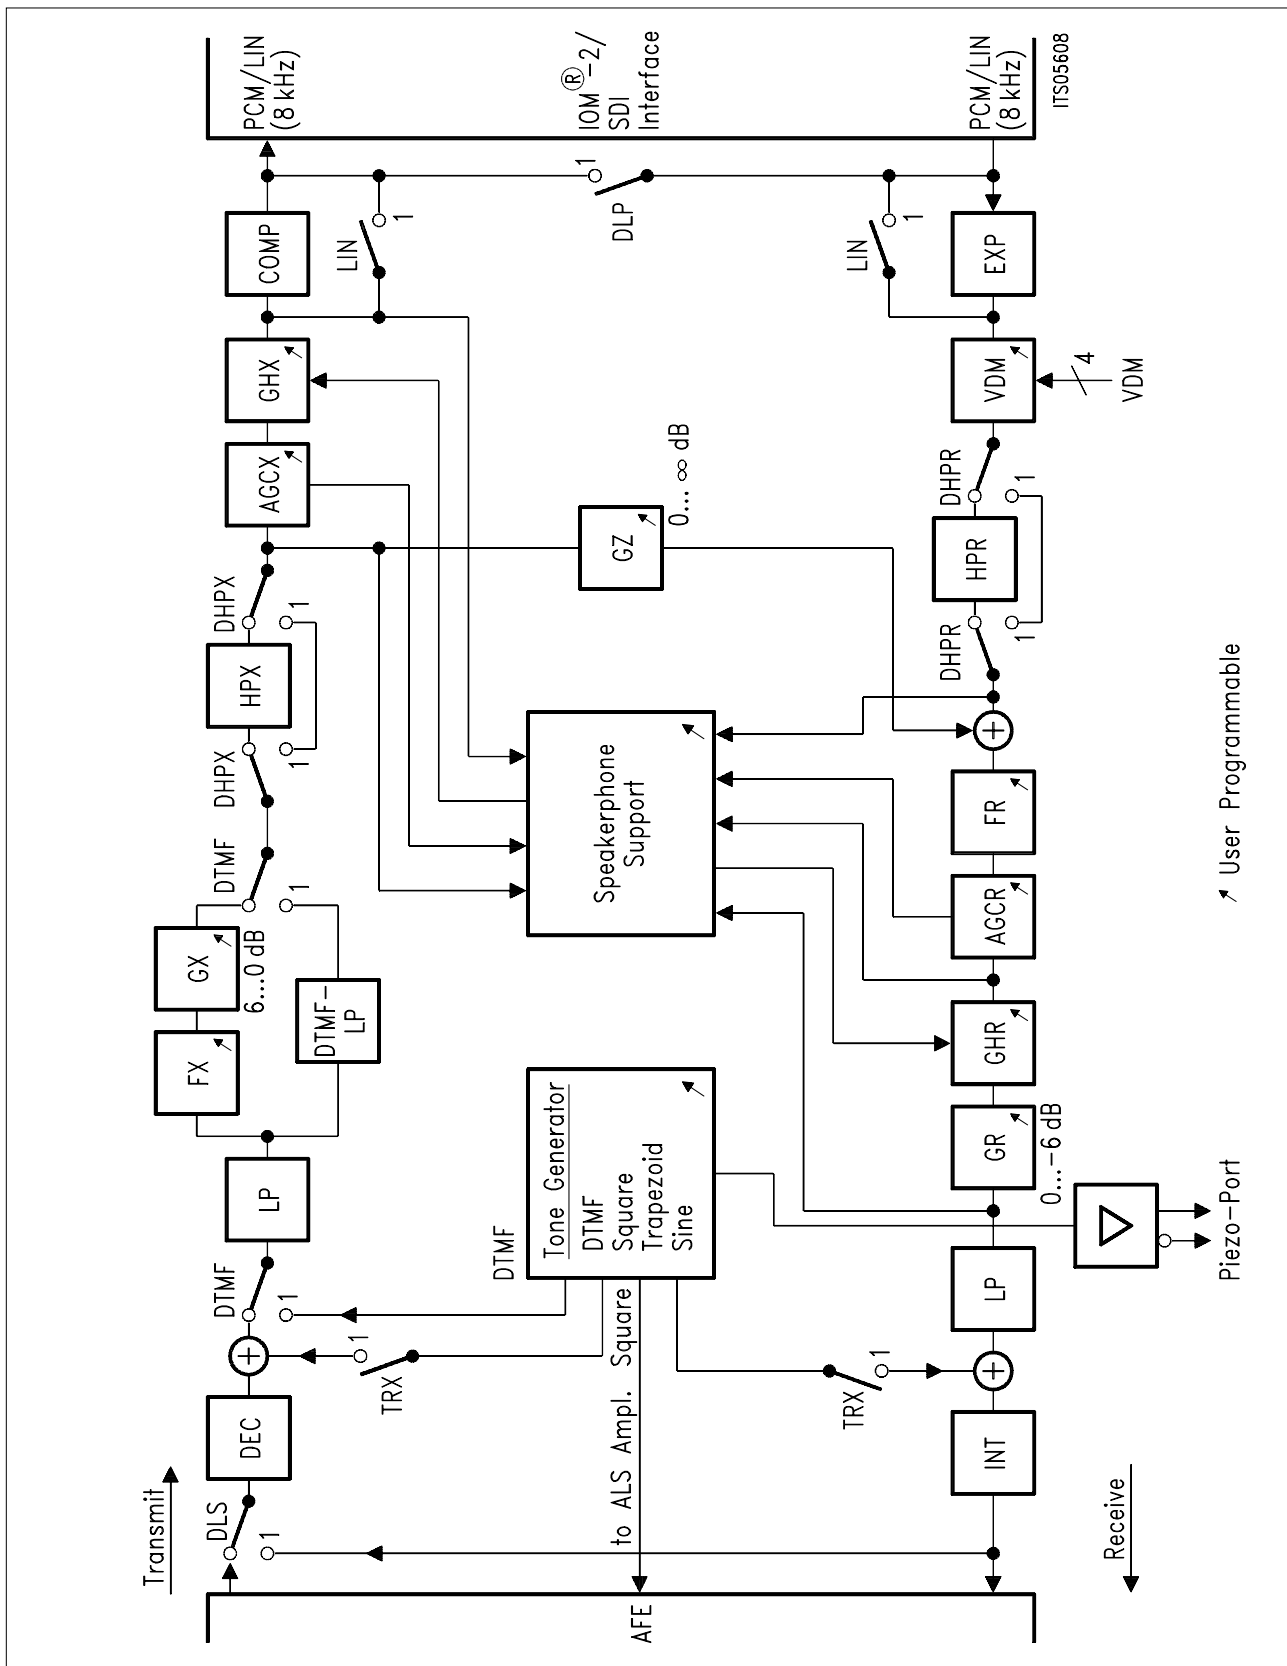 Transmit
AFE
DLS
1
DEC
DTMF
1
TRX
1
LP
FX
GX
6...0 dB
DTMF-
LP
DTMF
1
DHPX
1
HPX
DHPX
1
AGCX
GHX
COMP
LIN
1
PCM/LIN
(8 kHz)
to ALS Ampl. Square
DTMF
Tone Generator
DTMF
Square
Trapezoid
Sine
Speakerphone
Support
GZ
0... ∞ dB
DLP
1
IOM®-2/
SDI
Interface
INT
TRX
1
LP
GR
0...-6 dB
GHR
AGCR
FR
DHPR
1
HPR
DHPR
1
VDM
4
VDM
LIN
1
EXP
PCM/LIN
(8 kHz)
Receive
Piezo-Port
User Programmable
ITS05608